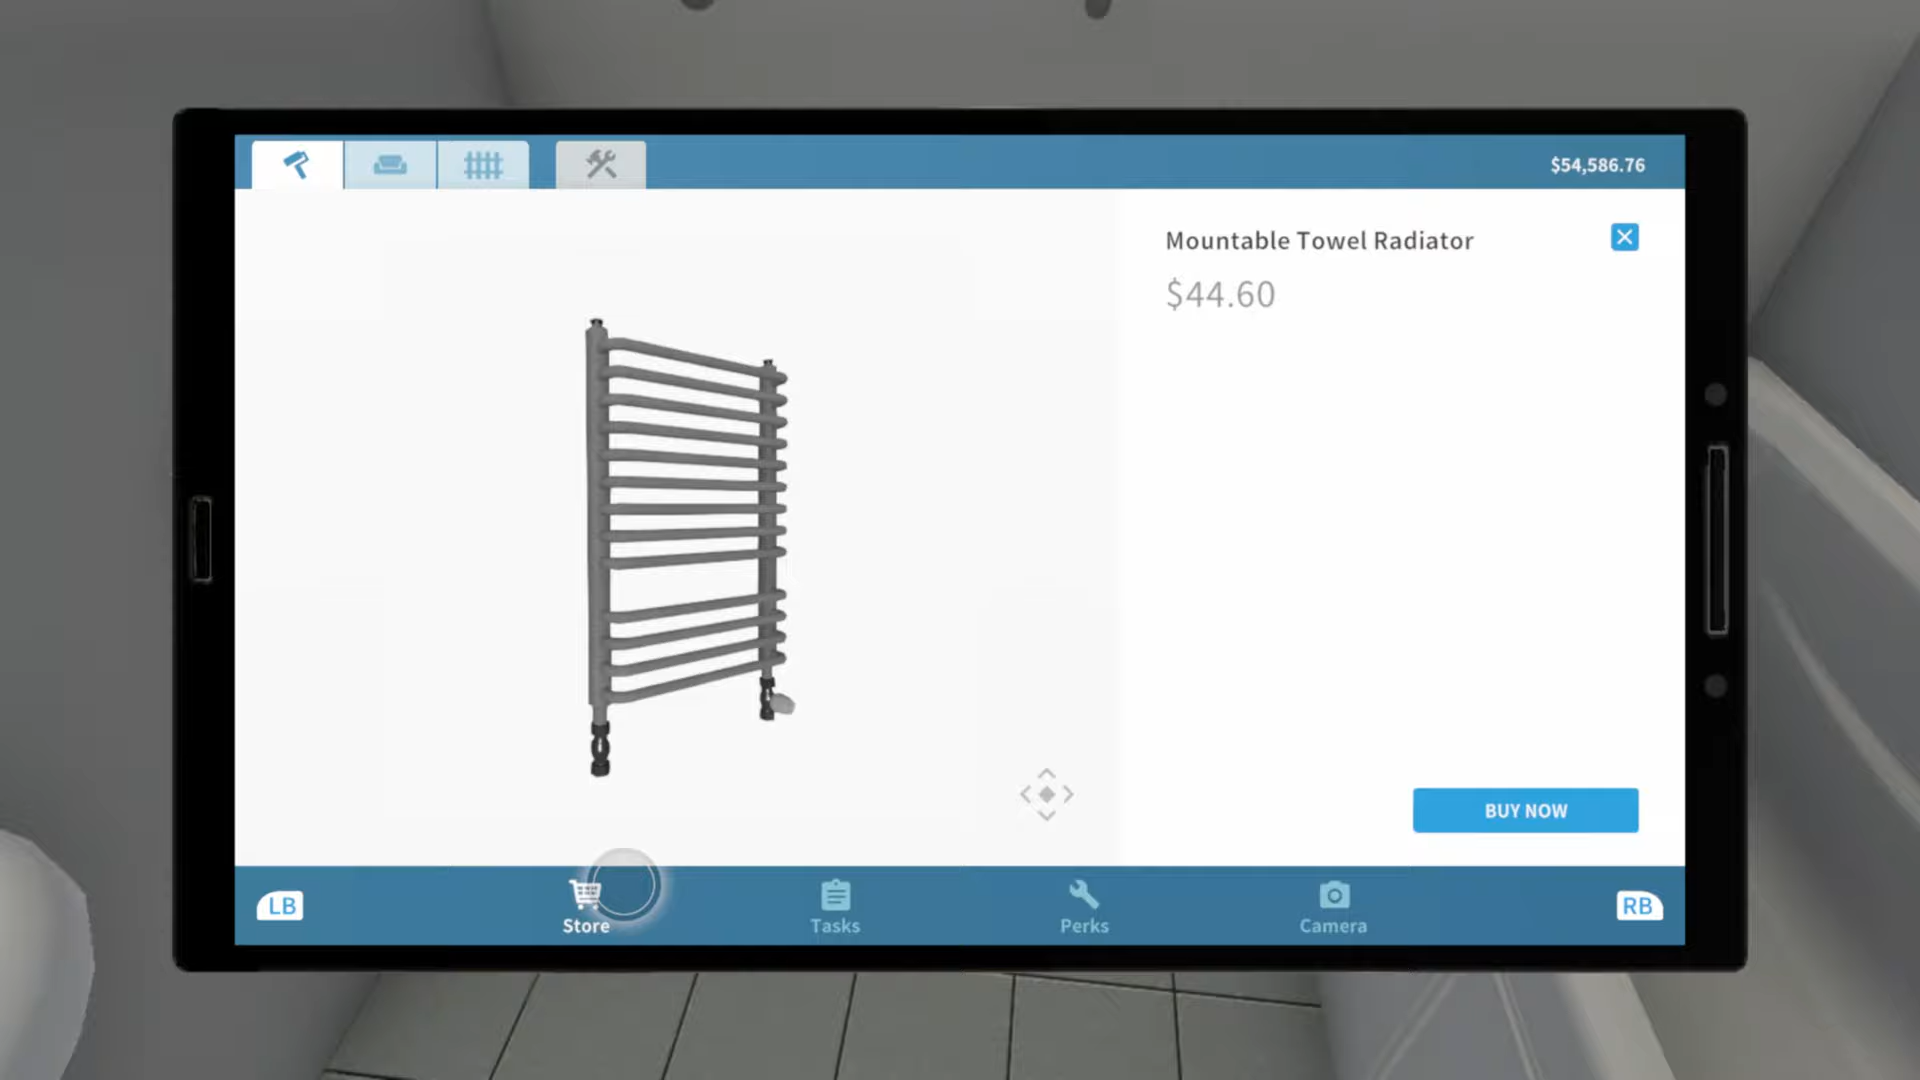 $54,586.76
Mountable Towel Radiator
$44.60
BUY NOW
LB
Store
Tasks
Perks
Camera
RB